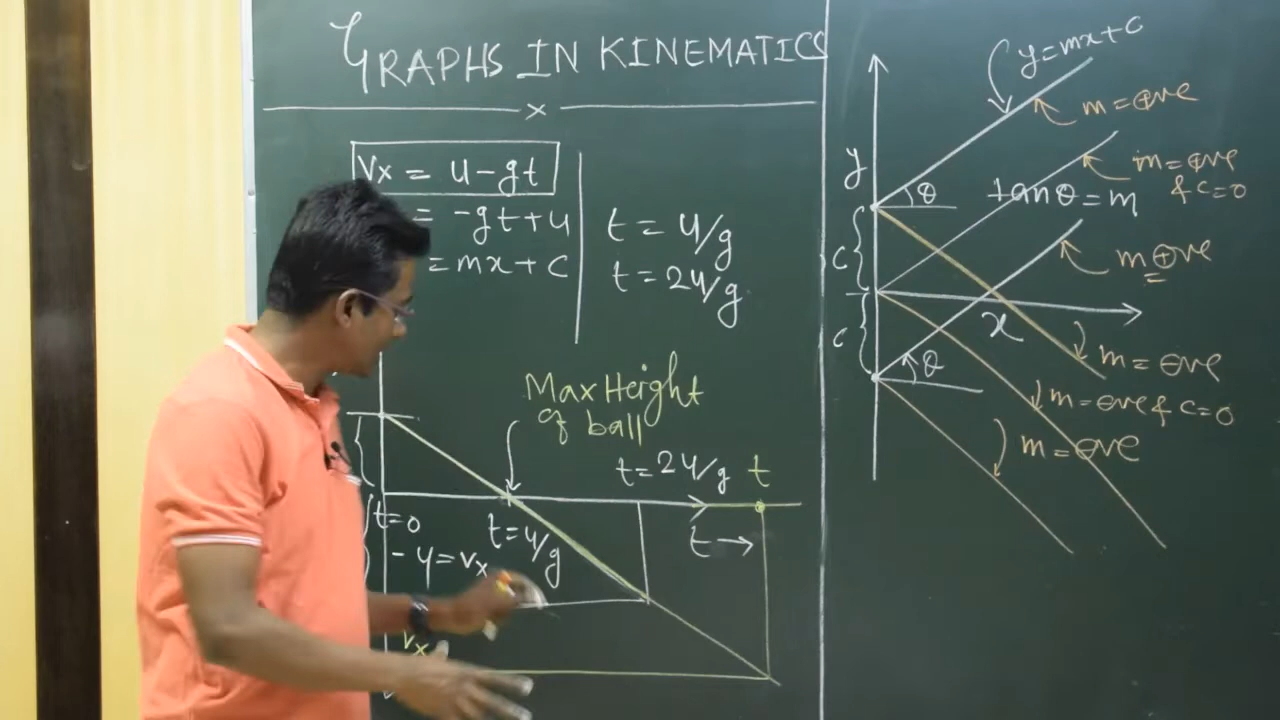 GRAPHS IN KINEMATICS
x
Vx = u-gt
= -gt+u
= mx+c
t = u/g
t = 2u/g
Max Height
of ball
t=2u/g t
t=0
t=u/g
t→
-u=vx
vx
y=mx+c
m=⊕ve
y
θ
m=⊕ve
& c=0
tanθ=m
c
m⊕ve
x
c
θ
m=⊖ve
m=⊖ve & c=0
m=⊖ve